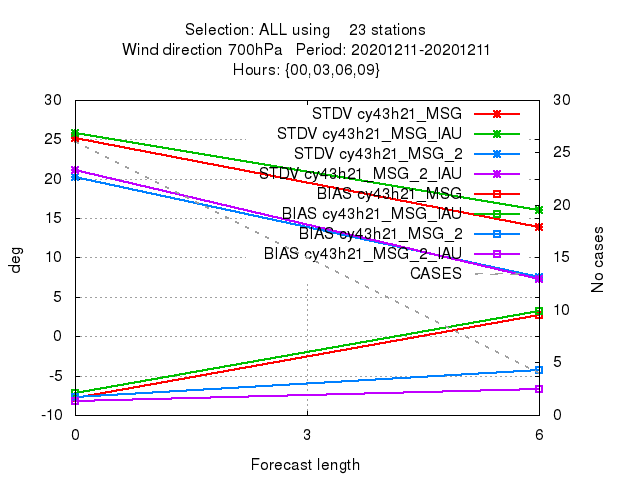 Selection: ALL using    23 stations
Wind direction 700hPa   Period: 20201211-20201211
Hours: {00,03,06,09}
30 STDV cy43h21_MSG 30
25 STDV cy43h21_MSG_IAU 25
STDV cy43h21_MSG_2
20 STDV cy43h21_MSG_2_IAU 20
BIAS cy43h21_MSG
15 BIAS cy43h21_MSG_IAU
BIAS cy43h21_MSG_2
10 BIAS cy43h21_MSG_2_IAU 15
CASES
deg
No cases
5 10
0
-5 5
-10 0
0 3 6
Forecast length